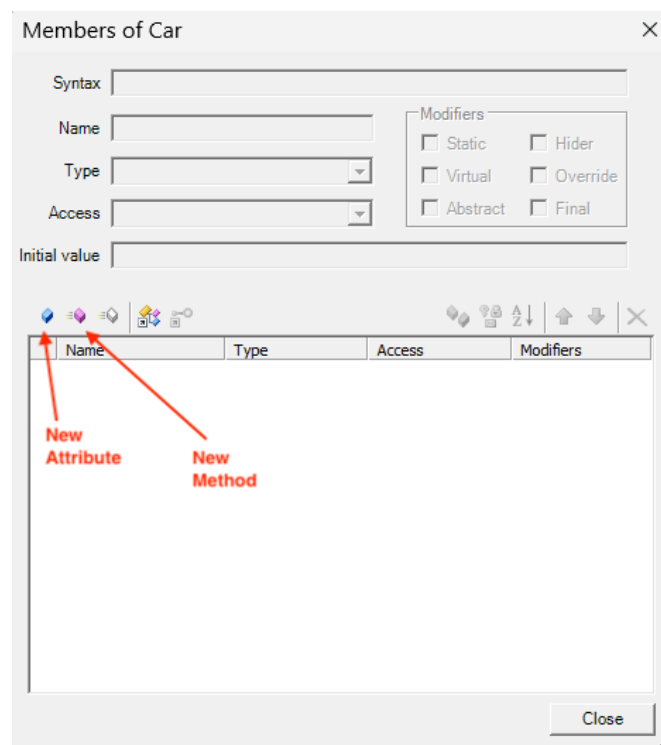 Members of Car
Syntax
Name
Modifiers
Static
Hider
Type
Virtual
Override
Access
Abstract
Final
Initial value
Name Type Access Modifiers
New
Attribute
New
Method
Close